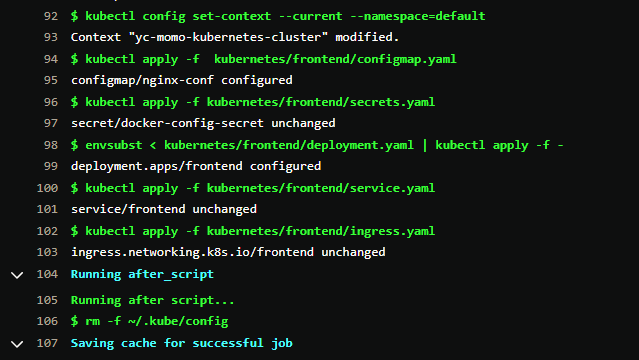 92 $ kubectl config set-context --current --namespace=default
93 Context "yc-momo-kubernetes-cluster" modified.
94 $ kubectl apply -f  kubernetes/frontend/configmap.yaml
95 configmap/nginx-conf configured
96 $ kubectl apply -f kubernetes/frontend/secrets.yaml
97 secret/docker-config-secret unchanged
98 $ envsubst < kubernetes/frontend/deployment.yaml | kubectl apply -f -
99 deployment.apps/frontend configured
100 $ kubectl apply -f kubernetes/frontend/service.yaml
101 service/frontend unchanged
102 $ kubectl apply -f kubernetes/frontend/ingress.yaml
103 ingress.networking.k8s.io/frontend unchanged
104 Running after_script
105 Running after script...
106 $ rm -f ~/.kube/config
107 Saving cache for successful job